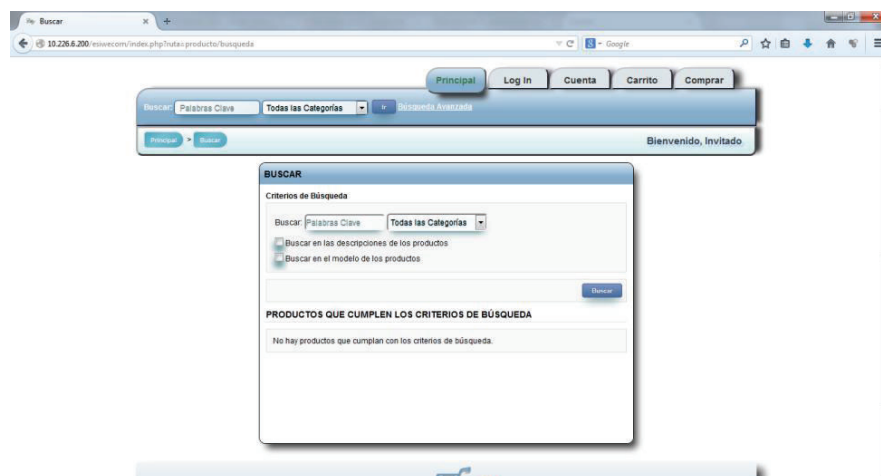 Buscar
10.226.6.200/esiwecom/index.php?ruta=producto/busqueda
Google
Principal Log In Cuenta Carrito Comprar
Buscar: Palabras Clave Todas las Categorías Ir Búsqueda Avanzada
Principal > Buscar
Bienvenido, Invitado
BUSCAR
Criterios de Búsqueda
Buscar: Palabras Clave Todas las Categorías
Buscar en las descripciones de los productos
Buscar en el modelo de los productos
Buscar
PRODUCTOS QUE CUMPLEN LOS CRITERIOS DE BÚSQUEDA
No hay productos que cumplan con los criterios de búsqueda.